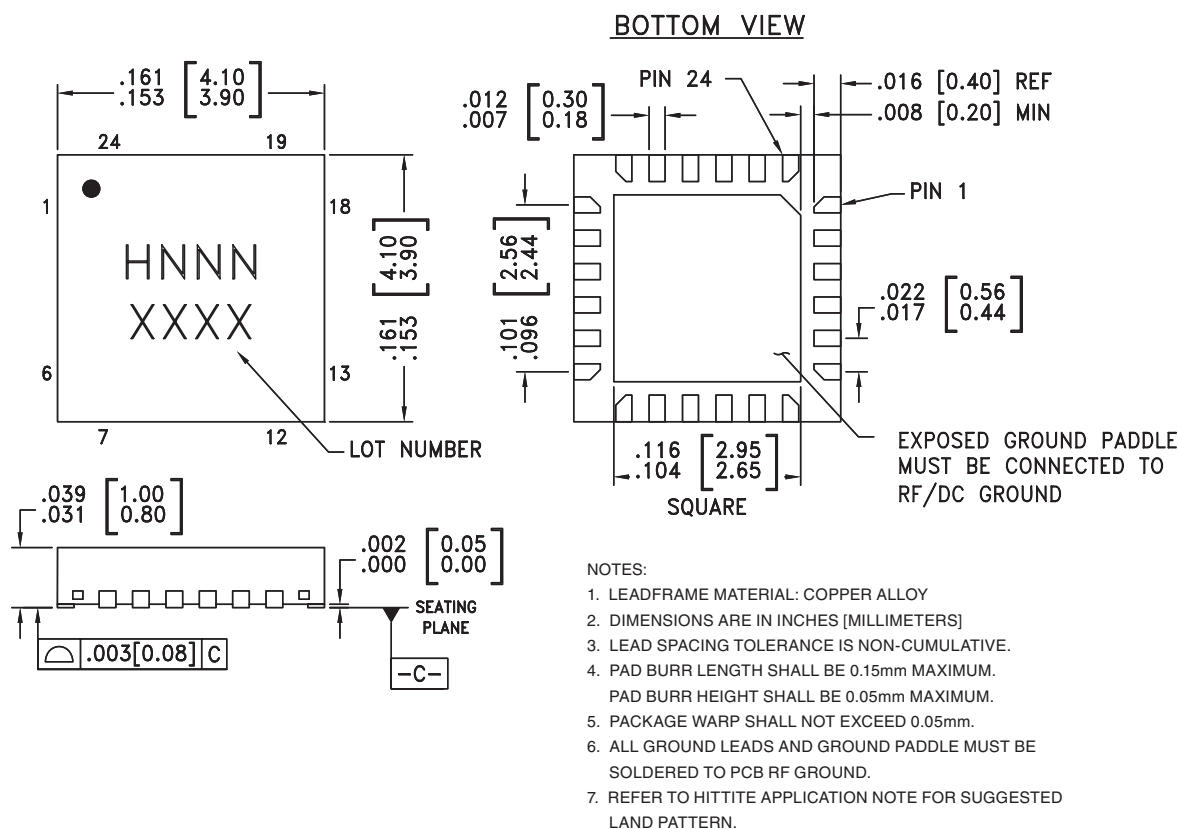 BOTTOM VIEW
.161 [4.10]
.153 [3.90]
24
19
1
18
HNNN
XXXX
6
13
7
12
LOT NUMBER
[4.10]
[3.90]
.161
.153
.012 [0.30]
.007 [0.18]
PIN 24
.016 [0.40] REF
.008 [0.20] MIN
PIN 1
[2.56]
[2.44]
.101
.096
.022 [0.56]
.017 [0.44]
.116 [2.95]
.104 [2.65]
SQUARE
EXPOSED GROUND PADDLE
MUST BE CONNECTED TO
RF/DC GROUND
.039 [1.00]
.031 [0.80]
.002 [0.05]
.000 [0.00]
SEATING
PLANE
.003[0.08] C
-C-
NOTES:
1. LEADFRAME MATERIAL: COPPER ALLOY
2. DIMENSIONS ARE IN INCHES [MILLIMETERS]
3. LEAD SPACING TOLERANCE IS NON-CUMULATIVE.
4. PAD BURR LENGTH SHALL BE 0.15mm MAXIMUM.
PAD BURR HEIGHT SHALL BE 0.05mm MAXIMUM.
5. PACKAGE WARP SHALL NOT EXCEED 0.05mm.
6. ALL GROUND LEADS AND GROUND PADDLE MUST BE
SOLDERED TO PCB RF GROUND.
7. REFER TO HITTITE APPLICATION NOTE FOR SUGGESTED
LAND PATTERN.